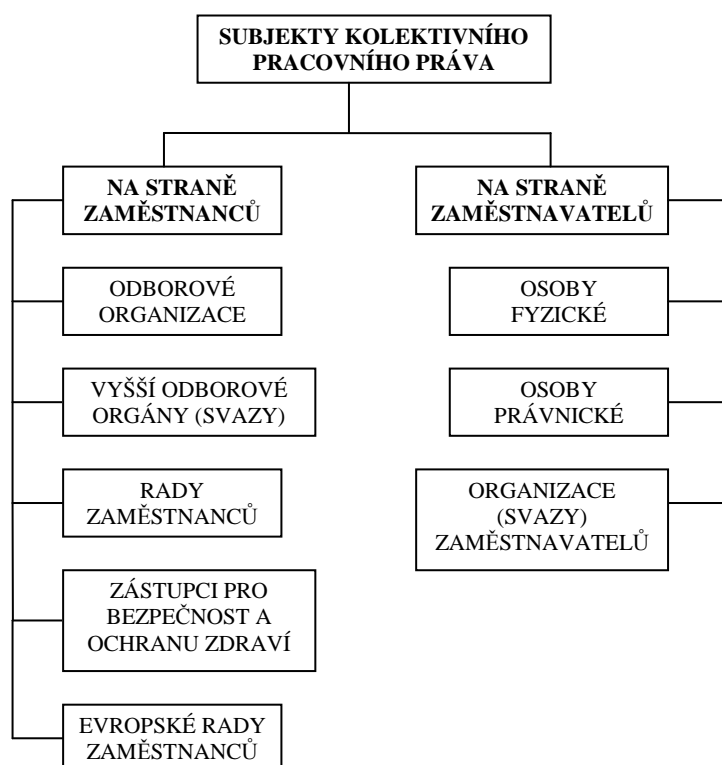 SUBJEKTY KOLEKTIVNÍHO
PRACOVNÍHO PRÁVA
NA STRANĚ
ZAMĚSTNANCŮ
ODBOROVÉ
ORGANIZACE
VYŠŠÍ ODBOROVÉ
ORGÁNY (SVAZY)
RADY
ZAMĚSTNANCŮ
ZÁSTUPCI PRO
BEZPEČNOST A
OCHRANU ZDRAVÍ
EVROPSKÉ RADY
ZAMĚSTNANCŮ
NA STRANĚ
ZAMĚSTNAVATELŮ
OSOBY
FYZICKÉ
OSOBY
PRÁVNICKÉ
ORGANIZACE
(SVAZY)
ZAMĚSTNAVATELŮ